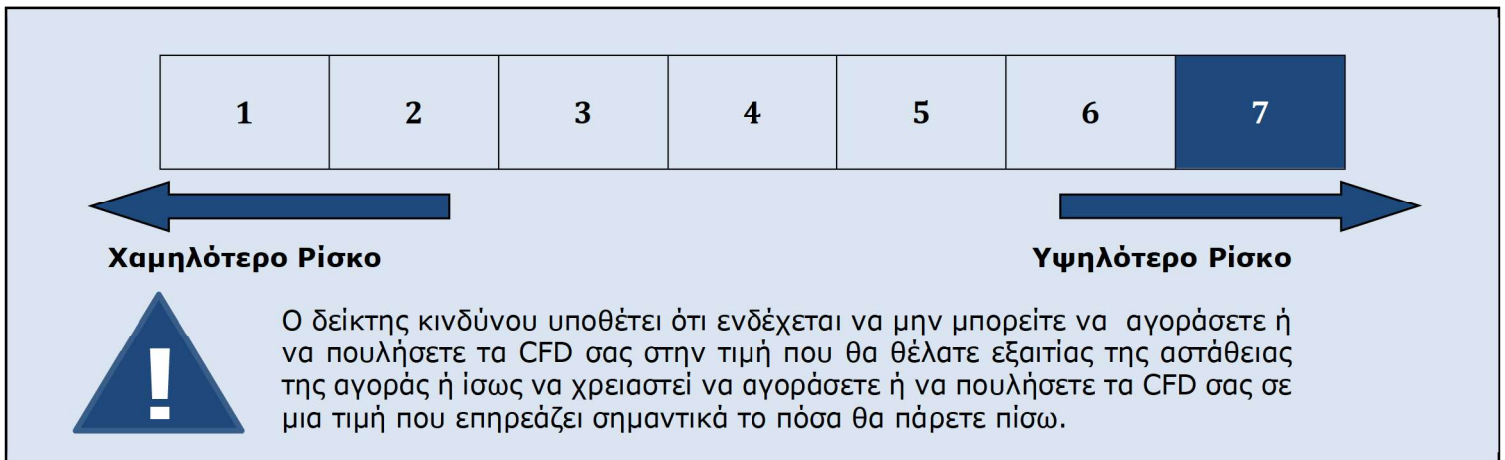 1 2 3 4 5 6 7
Χαμηλότερο Ρίσκο Υψηλότερο Ρίσκο
!
Ο δείκτης κινδύνου υποθέτει ότι ενδέχεται να μην μπορείτε να αγοράσετε ή
να πουλήσετε τα CFD σας στην τιμή που θα θέλατε εξαιτίας της αστάθειας
της αγοράς ή ίσως να χρειαστεί να αγοράσετε ή να πουλήσετε τα CFD σας σε
μια τιμή που επηρεάζει σημαντικά το πόσα θα πάρετε πίσω.